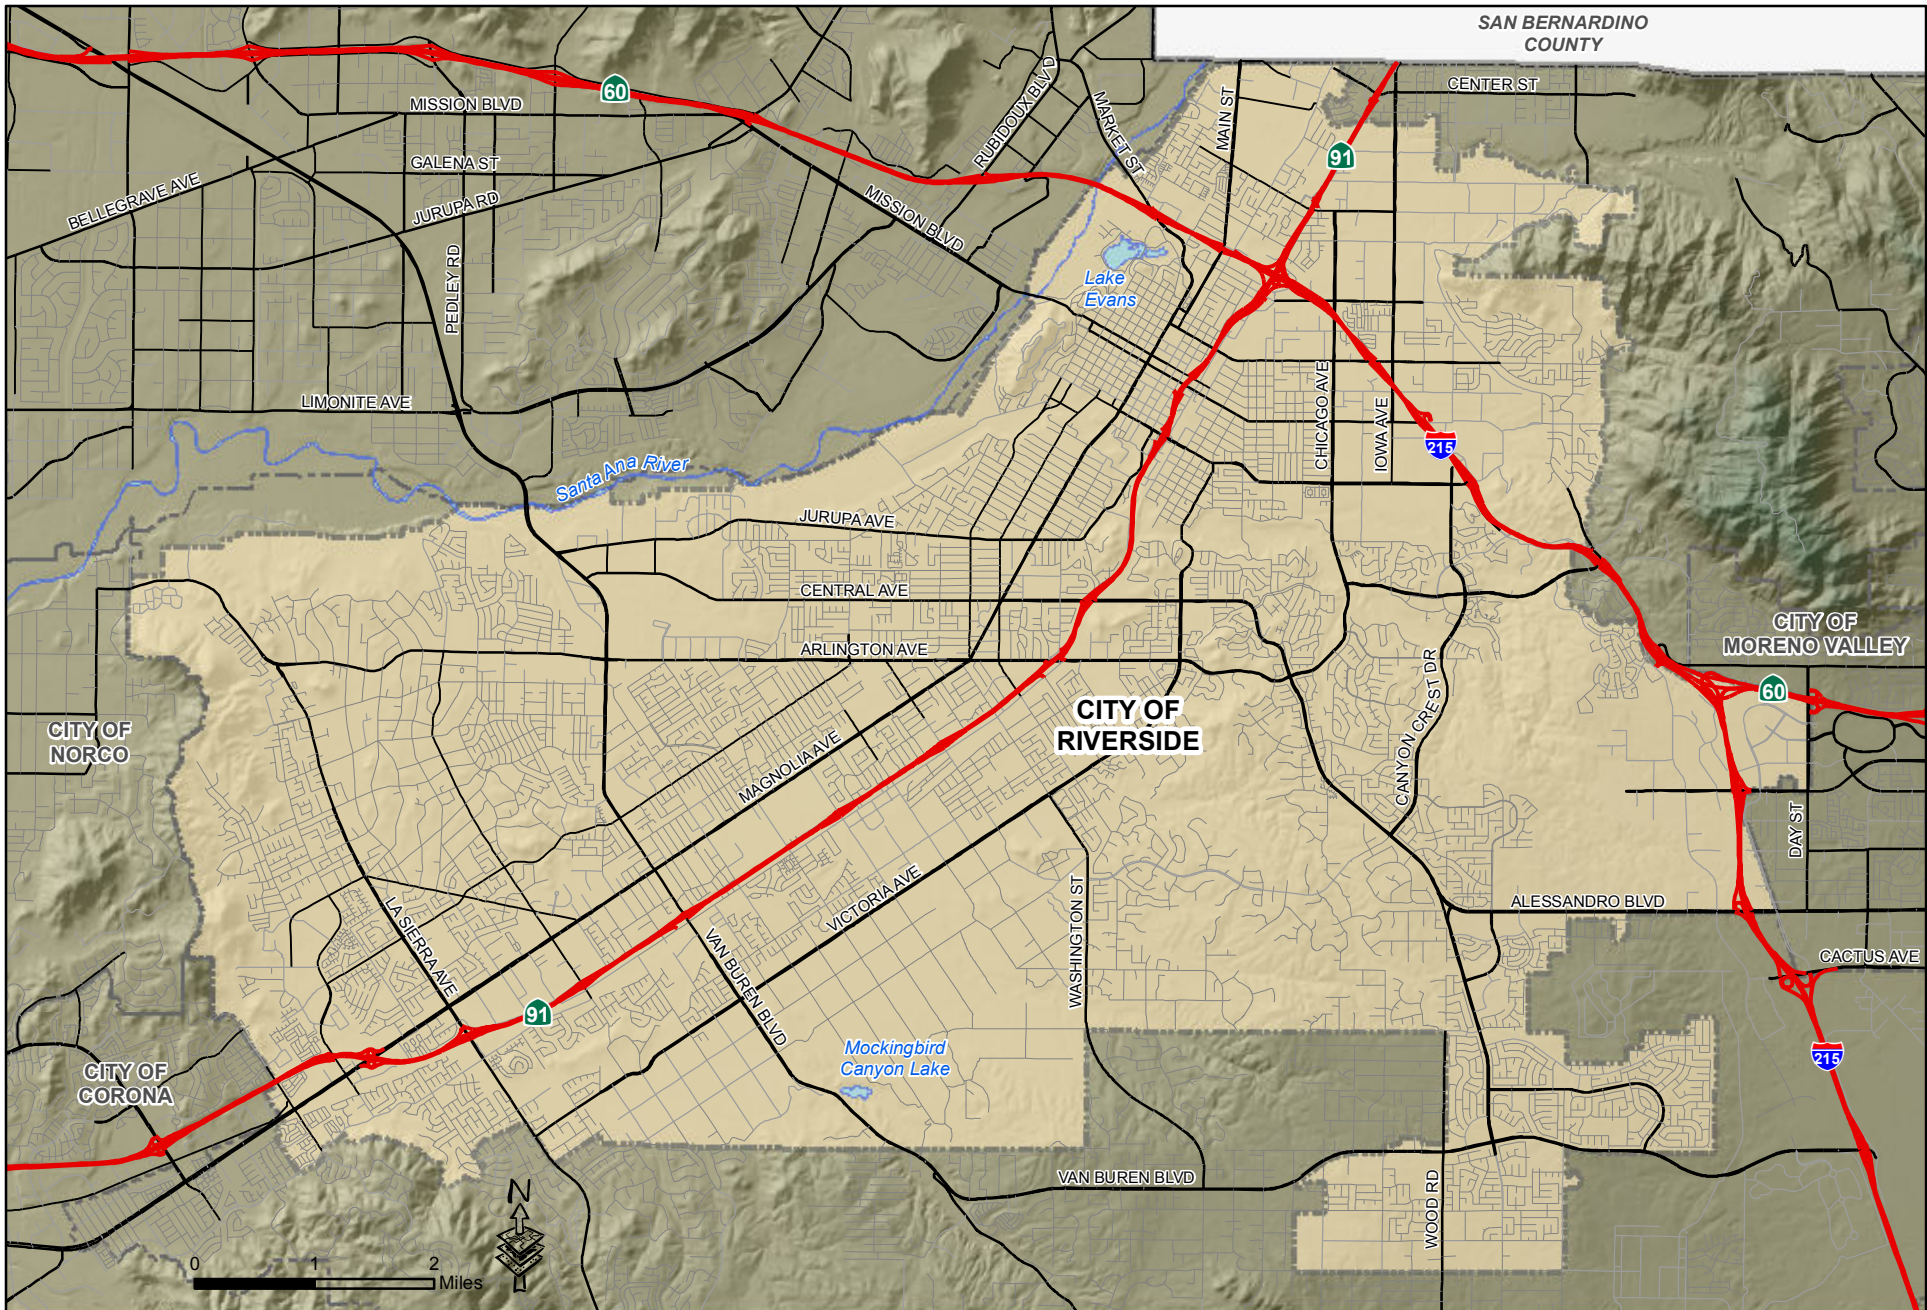 SAN BERNARDINO
COUNTY
CENTER ST
60
MISSION BLVD
RUBIDOUX BLVD
MARKET ST
MAIN ST
91
GALENA ST
BELLEGRAVE AVE
JURUPA RD
MISSION BLVD
PEDLEY RD
Lake
Evans
LIMONITE AVE
CHICAGO AVE
IOWA AVE
215
Santa Ana River
JURUPA AVE
CENTRAL AVE
ARLINGTON AVE
CITY OF
MORENO VALLEY
60
CANYON CREST DR
CITY OF
RIVERSIDE
CITY OF
NORCO
MAGNOLIA AVE
DAY ST
VICTORIA AVE
WASHINGTON ST
ALESSANDRO BLVD
LA SIERRA AVE
VAN BUREN BLVD
CACTUS AVE
91
Mockingbird
Canyon Lake
215
CITY OF
CORONA
VAN BUREN BLVD
WOOD RD
N
0 1 2
Miles